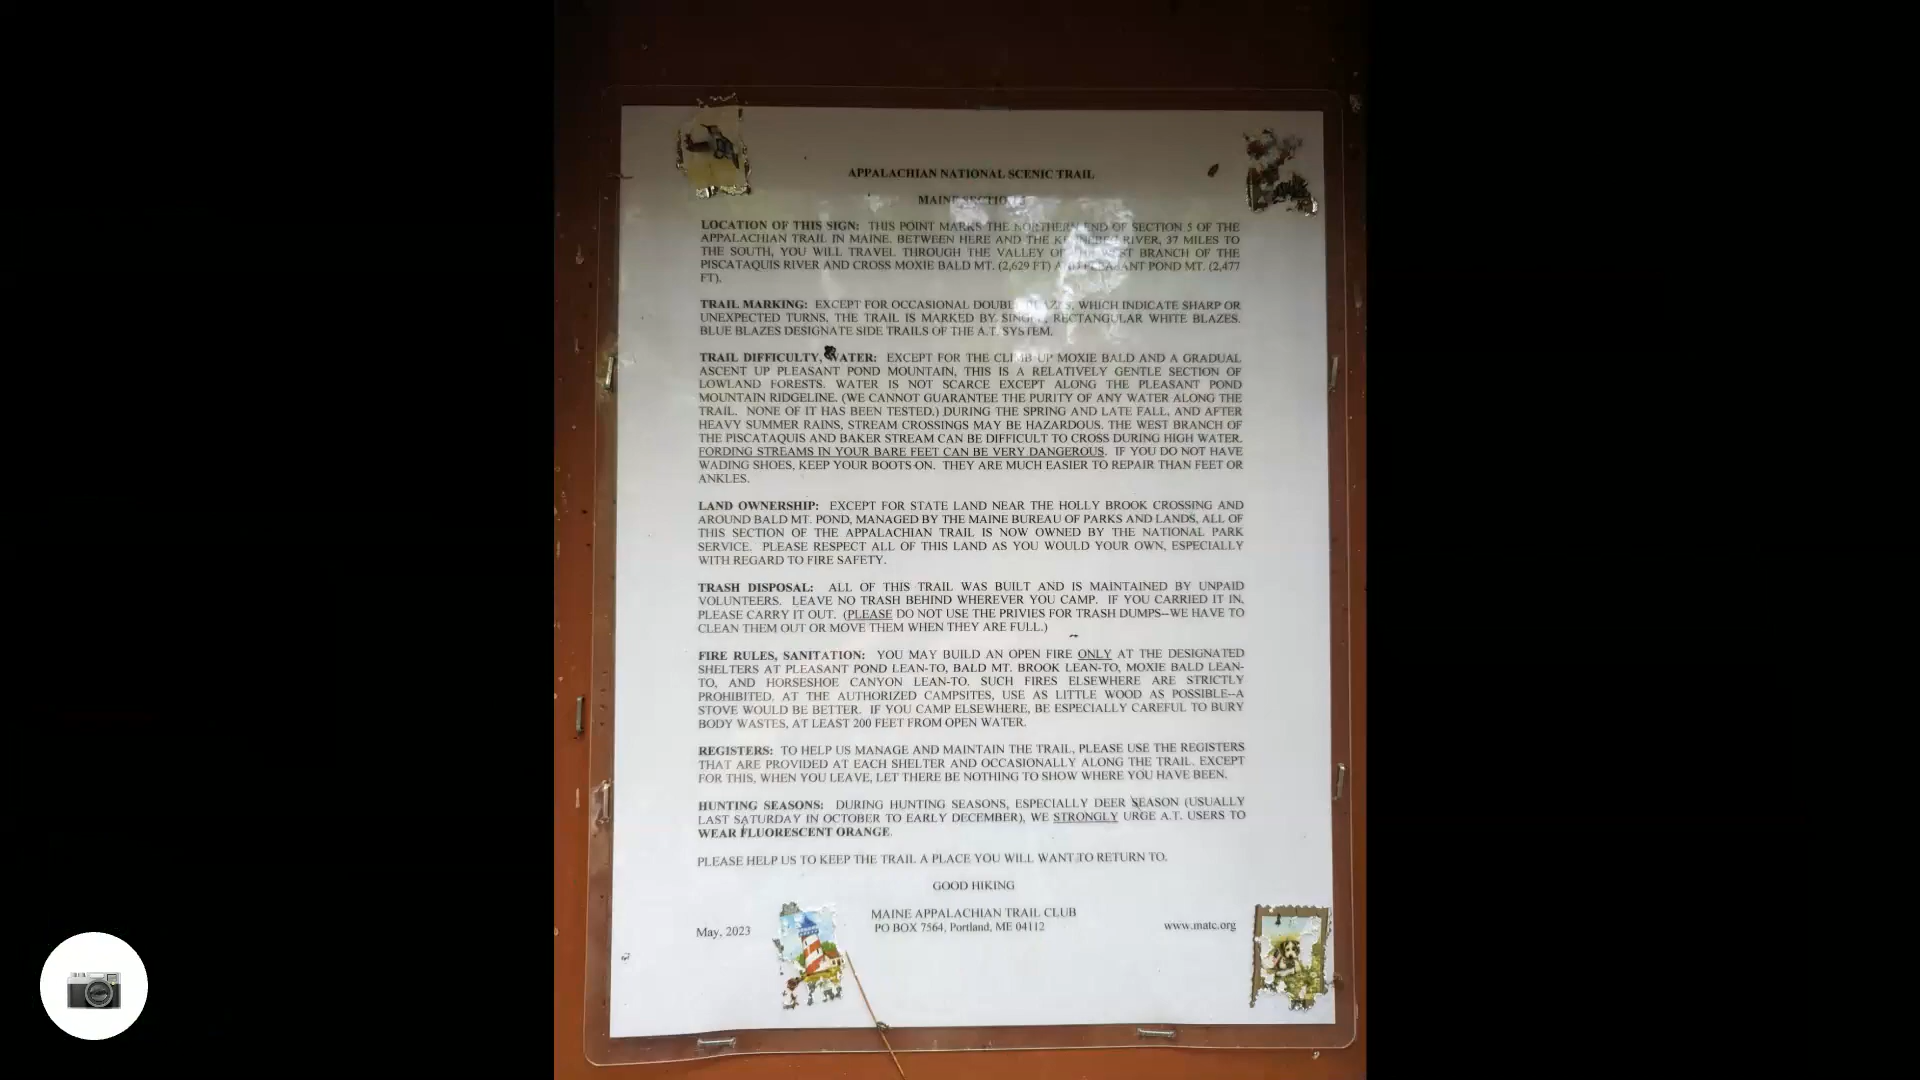 APPALACHIAN NATIONAL SCENIC TRAIL
MAINE SECTION 5
LOCATION OF THIS SIGN: THIS POINT MARKS THE NORTHERN END OF SECTION 5 OF THE
APPALACHIAN TRAIL IN MAINE. BETWEEN HERE AND THE KENNEBEC RIVER, 37 MILES TO
THE SOUTH, YOU WILL TRAVEL THROUGH THE VALLEY OF THE WEST BRANCH OF THE
PISCATAQUIS RIVER AND CROSS MOXIE BALD MT. (2,629 FT) AND PLEASANT POND MT. (2,477
FT).
TRAIL MARKING: EXCEPT FOR OCCASIONAL DOUBLE BLAZES, WHICH INDICATE SHARP OR
UNEXPECTED TURNS, THE TRAIL IS MARKED BY SINGLE, RECTANGULAR WHITE BLAZES.
BLUE BLAZES DESIGNATE SIDE TRAILS OF THE A.T. SYSTEM.
TRAIL DIFFICULTY, WATER: EXCEPT FOR THE CLIMB UP MOXIE BALD AND A GRADUAL
ASCENT UP PLEASANT POND MOUNTAIN, THIS IS A RELATIVELY GENTLE SECTION OF
LOWLAND FORESTS. WATER IS NOT SCARCE EXCEPT ALONG THE PLEASANT POND
MOUNTAIN RIDGELINE. (WE CANNOT GUARANTEE THE PURITY OF ANY WATER ALONG THE
TRAIL. NONE OF IT HAS BEEN TESTED.) DURING THE SPRING AND LATE FALL, AND AFTER
HEAVY SUMMER RAINS, STREAM CROSSINGS MAY BE HAZARDOUS. THE WEST BRANCH OF
THE PISCATAQUIS AND BAKER STREAM CAN BE DIFFICULT TO CROSS DURING HIGH WATER.
FORDING STREAMS IN YOUR BARE FEET CAN BE VERY DANGEROUS. IF YOU DO NOT HAVE
WADING SHOES, KEEP YOUR BOOTS ON. THEY ARE MUCH EASIER TO REPAIR THAN FEET OR
ANKLES.
LAND OWNERSHIP: EXCEPT FOR STATE LAND NEAR THE HOLLY BROOK CROSSING AND
AROUND BALD MT. POND, MANAGED BY THE MAINE BUREAU OF PARKS AND LANDS, ALL OF
THIS SECTION OF THE APPALACHIAN TRAIL IS NOW OWNED BY THE NATIONAL PARK
SERVICE. PLEASE RESPECT ALL OF THIS LAND AS YOU WOULD YOUR OWN, ESPECIALLY
WITH REGARD TO FIRE SAFETY.
TRASH DISPOSAL: ALL OF THIS TRAIL WAS BUILT AND IS MAINTAINED BY UNPAID
VOLUNTEERS. LEAVE NO TRASH BEHIND WHEREVER YOU CAMP. IF YOU CARRIED IT IN,
PLEASE CARRY IT OUT. (PLEASE DO NOT USE THE PRIVIES FOR TRASH DUMPS--WE HAVE TO
CLEAN THEM OUT OR MOVE THEM WHEN THEY ARE FULL.)
FIRE RULES, SANITATION: YOU MAY BUILD AN OPEN FIRE ONLY AT THE DESIGNATED
SHELTERS AT PLEASANT POND LEAN-TO, BALD MT. BROOK LEAN-TO, MOXIE BALD LEAN-
TO, AND HORSESHOE CANYON LEAN-TO. SUCH FIRES ELSEWHERE ARE STRICTLY
PROHIBITED. AT THE AUTHORIZED CAMPSITES, USE AS LITTLE WOOD AS POSSIBLE--A
STOVE WOULD BE BETTER. IF YOU CAMP ELSEWHERE, BE ESPECIALLY CAREFUL TO BURY
BODY WASTES, AT LEAST 200 FEET FROM OPEN WATER.
REGISTERS: TO HELP US MANAGE AND MAINTAIN THE TRAIL, PLEASE USE THE REGISTERS
THAT ARE PROVIDED AT EACH SHELTER AND OCCASIONALLY ALONG THE TRAIL. EXCEPT
FOR THIS, WHEN YOU LEAVE, LET THERE BE NOTHING TO SHOW WHERE YOU HAVE BEEN.
HUNTING SEASONS: DURING HUNTING SEASONS, ESPECIALLY DEER SEASON (USUALLY
LAST SATURDAY IN OCTOBER TO EARLY DECEMBER), WE STRONGLY URGE A.T. USERS TO
WEAR FLUORESCENT ORANGE.
PLEASE HELP US TO KEEP THE TRAIL A PLACE YOU WILL WANT TO RETURN TO.
GOOD HIKING
MAINE APPALACHIAN TRAIL CLUB
May, 2023 PO BOX 7564, Portland, ME 04112 www.matc.org